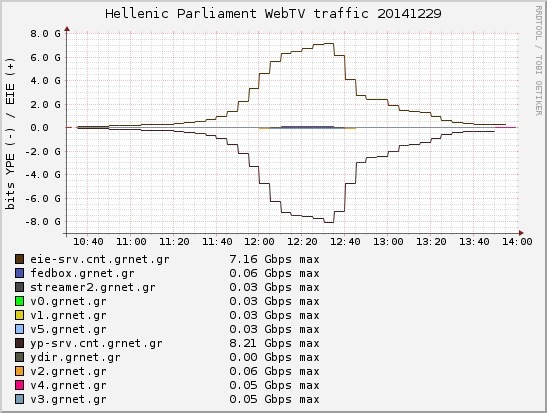 Hellenic Parliament WebTV traffic 20141229
RRDTOOL / TOBI OETIKER
bits YPE (-) / EIE (+)
8.0 G
6.0 G
4.0 G
2.0 G
0.0
-2.0 G
-4.0 G
-6.0 G
-8.0 G
10:40 11:00 11:20 11:40 12:00 12:20 12:40 13:00 13:20 13:40 14:00
eie-srv.cnt.grnet.gr 7.16 Gbps max
fedbox.grnet.gr 0.06 Gbps max
streamer2.grnet.gr 0.03 Gbps max
v0.grnet.gr 0.03 Gbps max
v1.grnet.gr 0.03 Gbps max
v5.grnet.gr 0.03 Gbps max
yp-srv.cnt.grnet.gr 8.21 Gbps max
ydir.grnet.gr 0.00 Gbps max
v2.grnet.gr 0.06 Gbps max
v4.grnet.gr 0.05 Gbps max
v3.grnet.gr 0.05 Gbps max